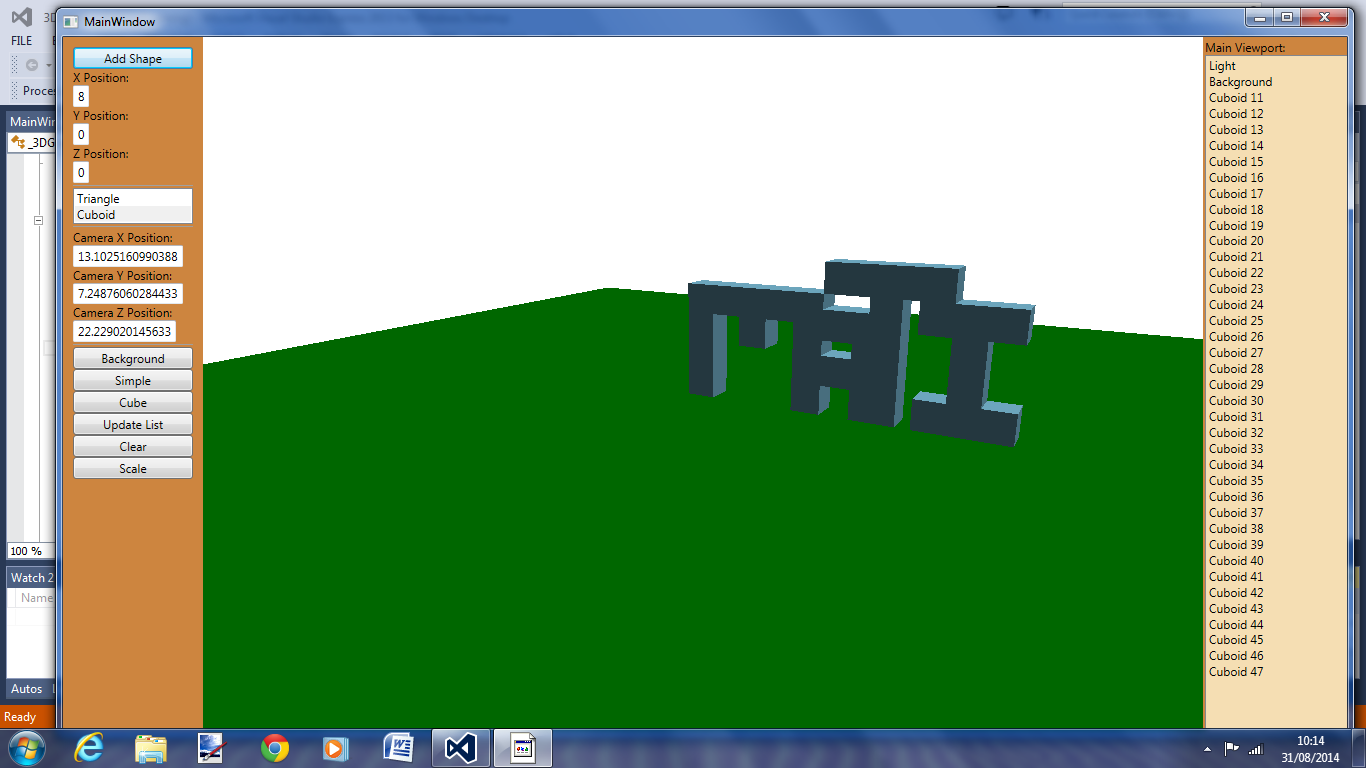 3D
MainWindow
FILE
Proces
MainWin
_3DG
100 %
Watch 2
Name
Autos
Ready
Add Shape
X Position:
8
Y Position:
0
Z Position:
0
Triangle
Cuboid
Camera X Position:
13.1025160990388
Camera Y Position:
7.24876060284433
Camera Z Position:
22.229020145633
Background
Simple
Cube
Update List
Clear
Scale
Main Viewport:
Light
Background
Cuboid 11
Cuboid 12
Cuboid 13
Cuboid 14
Cuboid 15
Cuboid 16
Cuboid 17
Cuboid 18
Cuboid 19
Cuboid 20
Cuboid 21
Cuboid 22
Cuboid 23
Cuboid 24
Cuboid 25
Cuboid 26
Cuboid 27
Cuboid 28
Cuboid 29
Cuboid 30
Cuboid 31
Cuboid 32
Cuboid 33
Cuboid 34
Cuboid 35
Cuboid 36
Cuboid 37
Cuboid 38
Cuboid 39
Cuboid 40
Cuboid 41
Cuboid 42
Cuboid 43
Cuboid 44
Cuboid 45
Cuboid 46
Cuboid 47
10:14
31/08/2014